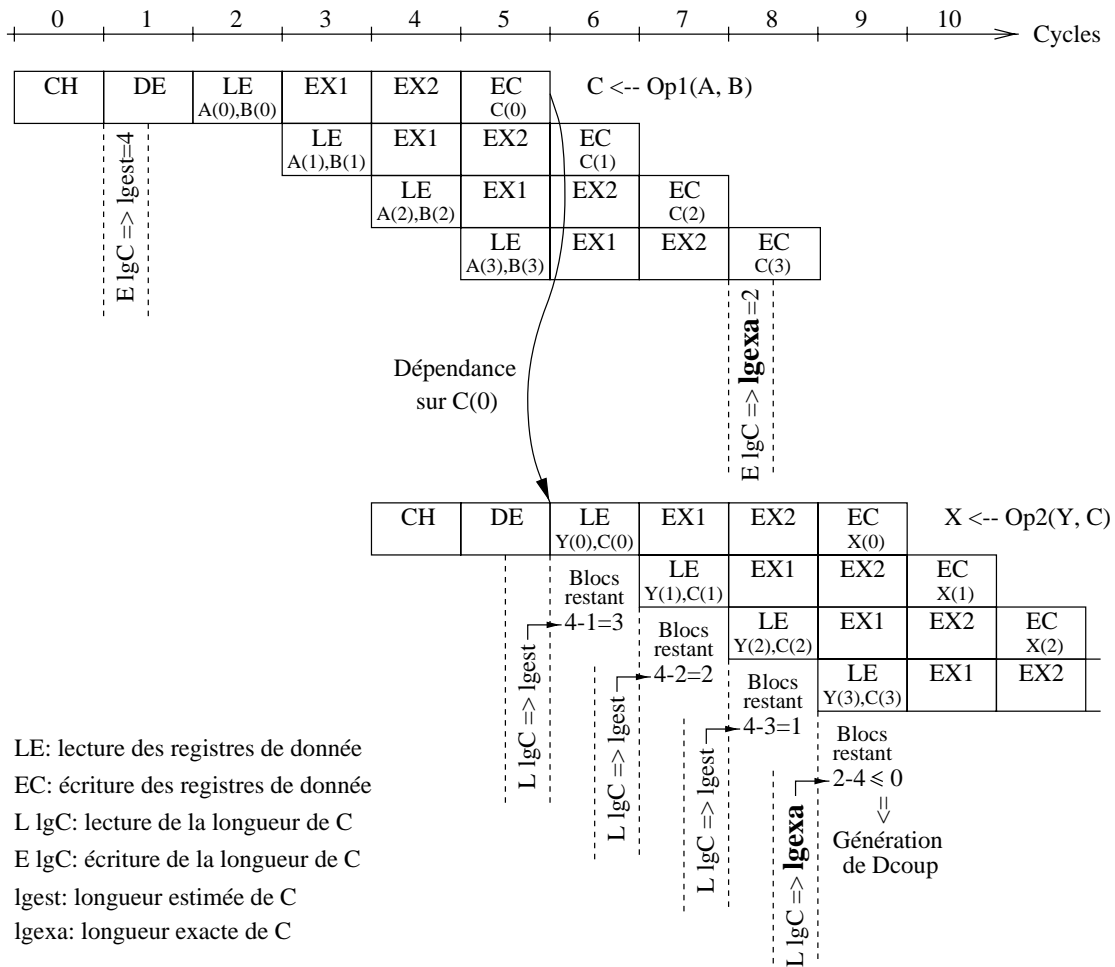 0 1 2 3 4 5 6 7 8 9 10
Cycles
CH DE LE EX1 EX2 EC C <-- Op1(A, B)
A(0),B(0) C(0)
LE EX1 EX2 EC
A(1),B(1) C(1)
LE EX1 EX2 EC
A(2),B(2) C(2)
LE EX1 EX2 EC
A(3),B(3) C(3)
E lgC => lgest=4
E lgC => lgexa=2
Dépendance
sur C(0)
CH DE LE EX1 EX2 EC X <-- Op2(Y, C)
Y(0),C(0) X(0)
LE EX1 EX2 EC
Y(1),C(1) X(1)
LE EX1 EX2 EC
Y(2),C(2) X(2)
LE EX1 EX2
Y(3),C(3)
L lgC => lgest
Blocs
restant
4-1=3
L lgC => lgest
Blocs
restant
4-2=2
L lgC => lgest
Blocs
restant
4-3=1
L lgC => lgexa
Blocs
restant
2-4 ≤ 0
=>
Génération
de Dcoup
LE: lecture des registres de donnée
EC: écriture des registres de donnée
L lgC: lecture de la longueur de C
E lgC: écriture de la longueur de C
lgest: longueur estimée de C
lgexa: longueur exacte de C